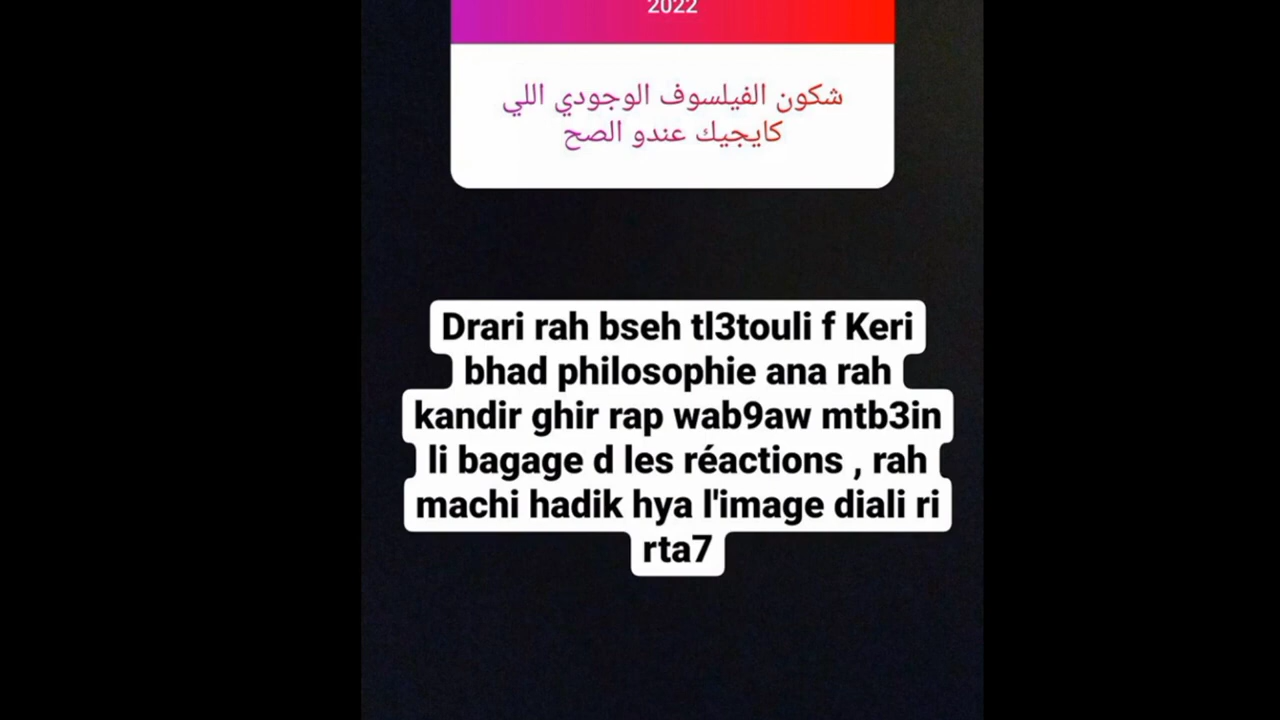 2022
شكون الفيلسوف الوجودي اللي
كايجيك عندو الصح
Drari rah bseh tl3touli f Keri
bhad philosophie ana rah
kandir ghir rap wab9aw mtb3in
li bagage d les réactions , rah
machi hadik hya l'image diali ri
rta7